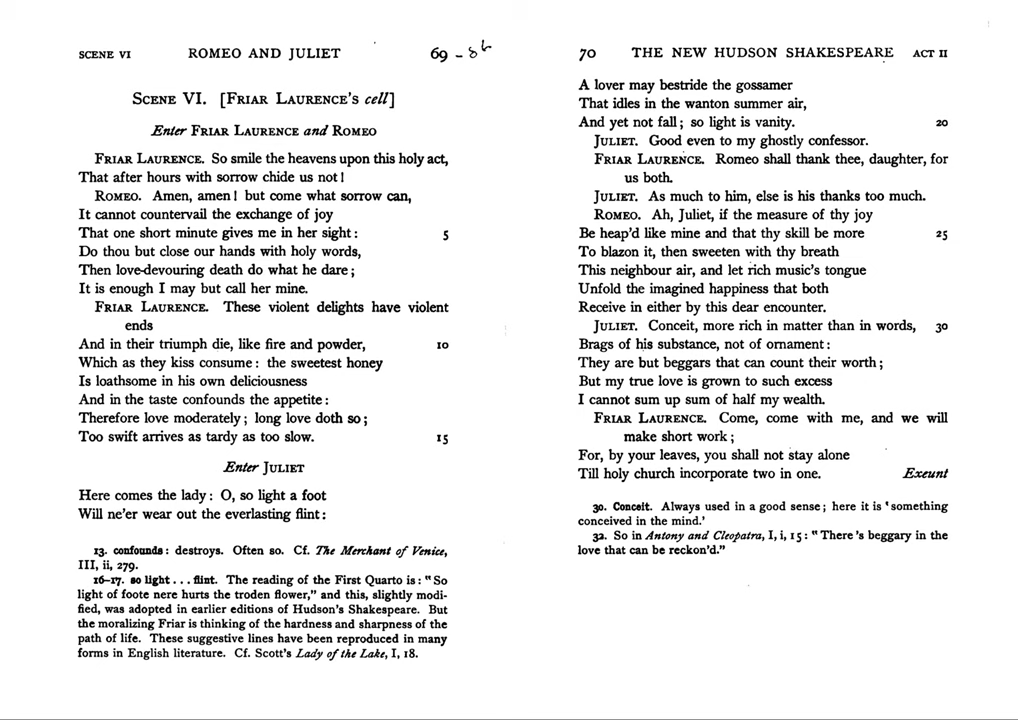 SCENE VI ROMEO AND JULIET 69
SCENE VI. [FRIAR LAURENCE'S cell]
Enter FRIAR LAURENCE and ROMEO
FRIAR LAURENCE. So smile the heavens upon this holy act,
That after hours with sorrow chide us not!
ROMEO. Amen, amen! but come what sorrow can,
It cannot countervail the exchange of joy
That one short minute gives me in her sight: 5
Do thou but close our hands with holy words,
Then love-devouring death do what he dare;
It is enough I may but call her mine.
FRIAR LAURENCE. These violent delights have violent
ends
And in their triumph die, like fire and powder, 10
Which as they kiss consume: the sweetest honey
Is loathsome in his own deliciousness
And in the taste confounds the appetite:
Therefore love moderately; long love doth so;
Too swift arrives as tardy as too slow. 15
Enter JULIET
Here comes the lady: O, so light a foot
Will ne'er wear out the everlasting flint:
13. confounds: destroys. Often so. Cf. The Merchant of Venice,
III, ii, 279.
16–17. so light . . . flint. The reading of the First Quarto is: "So
light of foote nere hurts the troden flower," and this, slightly modi-
fied, was adopted in earlier editions of Hudson's Shakespeare. But
the moralizing Friar is thinking of the hardness and sharpness of the
path of life. These suggestive lines have been reproduced in many
forms in English literature. Cf. Scott's Lady of the Lake, I, 18.
70 THE NEW HUDSON SHAKESPEARE ACT II
A lover may bestride the gossamer
That idles in the wanton summer air,
And yet not fall; so light is vanity. 20
JULIET. Good even to my ghostly confessor.
FRIAR LAURENCE. Romeo shall thank thee, daughter, for
us both.
JULIET. As much to him, else is his thanks too much.
ROMEO. Ah, Juliet, if the measure of thy joy
Be heap'd like mine and that thy skill be more 25
To blazon it, then sweeten with thy breath
This neighbour air, and let rich music's tongue
Unfold the imagined happiness that both
Receive in either by this dear encounter.
JULIET. Conceit, more rich in matter than in words, 30
Brags of his substance, not of ornament:
They are but beggars that can count their worth;
But my true love is grown to such excess
I cannot sum up sum of half my wealth.
FRIAR LAURENCE. Come, come with me, and we will
make short work;
For, by your leaves, you shall not stay alone
Till holy church incorporate two in one. Exeunt
30. Conceit. Always used in a good sense; here it is 'something
conceived in the mind.'
32. So in Antony and Cleopatra, I, i, 15: "There's beggary in the
love that can be reckon'd."